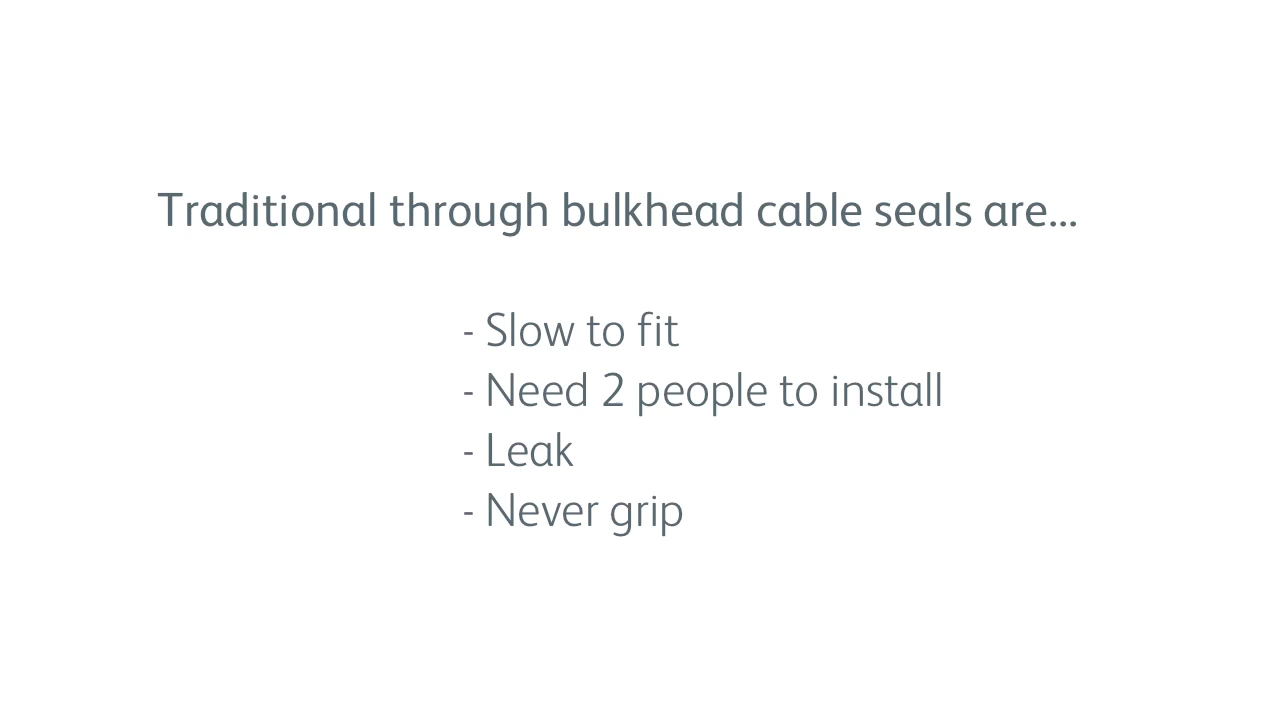 Traditional through bulkhead cable seals are...
- Slow to fit
- Need 2 people to install
- Leak
- Never grip